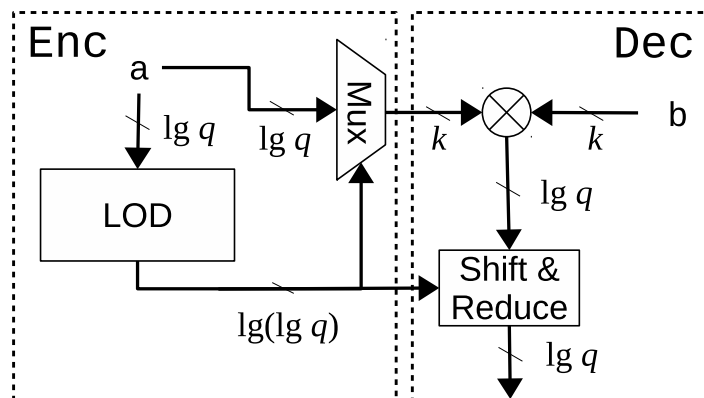 Enc
Dec
a
Mux
b
lg q
lg q
k
k
LOD
lg q
Shift &
Reduce
lg(lg q)
lg q